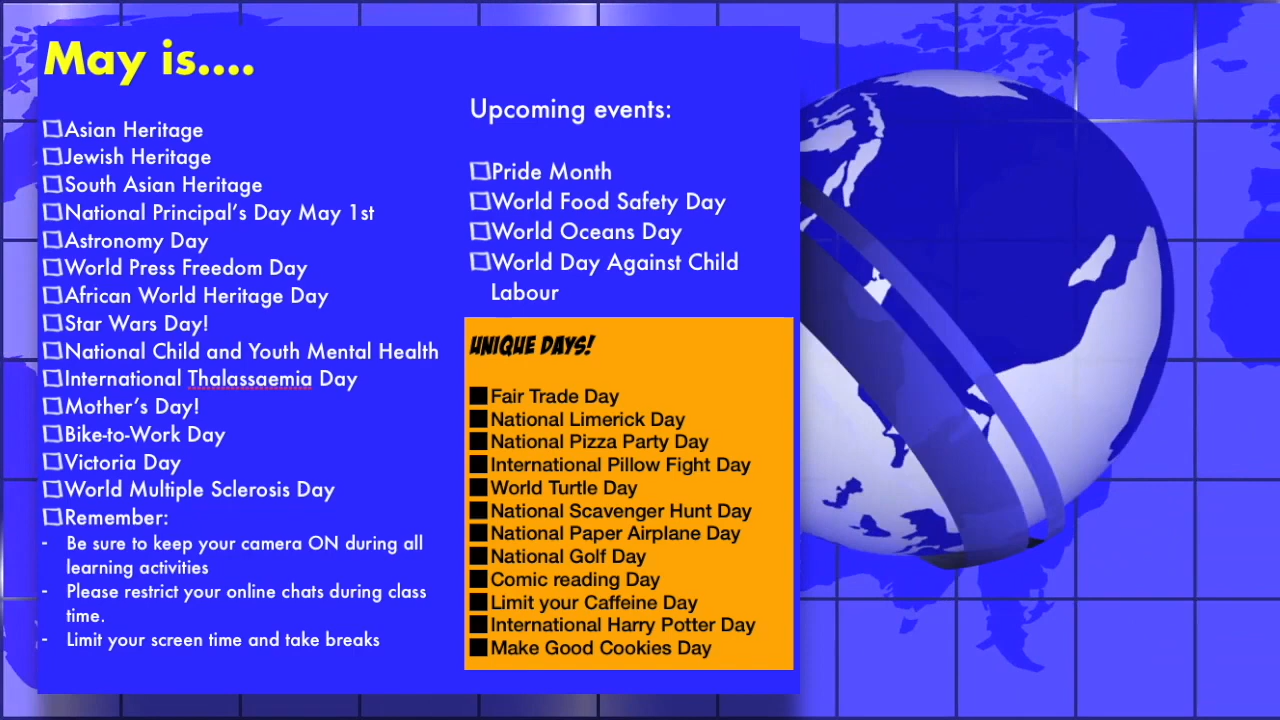 May is....
Asian Heritage
Jewish Heritage
South Asian Heritage
National Principal's Day May 1st
Astronomy Day
World Press Freedom Day
African World Heritage Day
Star Wars Day!
National Child and Youth Mental Health
International Thalassaemia Day
Mother's Day!
Bike-to-Work Day
Victoria Day
World Multiple Sclerosis Day
Remember:
- Be sure to keep your camera ON during all
learning activities
- Please restrict your online chats during class
time.
- Limit your screen time and take breaks
Upcoming events:
Pride Month
World Food Safety Day
World Oceans Day
World Day Against Child
Labour
UNIQUE DAYS!
Fair Trade Day
National Limerick Day
National Pizza Party Day
International Pillow Fight Day
World Turtle Day
National Scavenger Hunt Day
National Paper Airplane Day
National Golf Day
Comic reading Day
Limit your Caffeine Day
International Harry Potter Day
Make Good Cookies Day